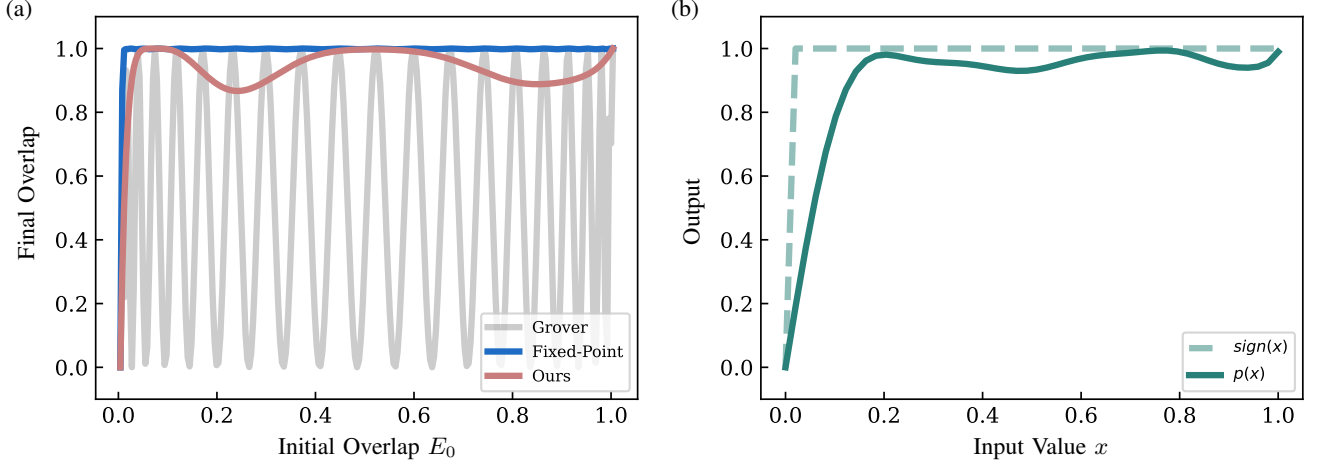 (a)
Final Overlap
1.0
0.8
0.6
0.4
0.2
0.0
0.0 0.2 0.4 0.6 0.8 1.0
Initial Overlap E₀
Grover
Fixed-Point
Ours
(b)
Output
1.0
0.8
0.6
0.4
0.2
0.0
0.0 0.2 0.4 0.6 0.8 1.0
Input Value x
sign(x)
p(x)